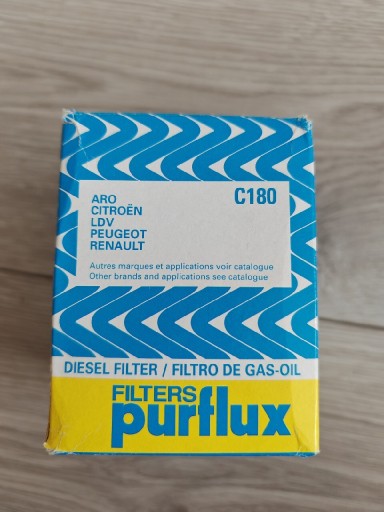 C180
ARO
CITROËN
LDV
PEUGEOT
RENAULT
Autres marques et applications voir catalogue
Other brands and applications see catalogue
DIESEL FILTER / FILTRO DE GAS-OIL
FILTERS
purflux